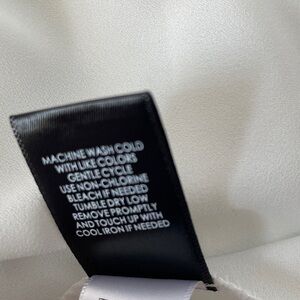 MACHINE WASH COLD
WITH LIKE COLORS
GENTLE CYCLE
USE NON-CHLORINE
BLEACH IF NEEDED
TUMBLE DRY LOW
REMOVE PROMPTLY
AND TOUCH UP WITH
COOL IRON IF NEEDED